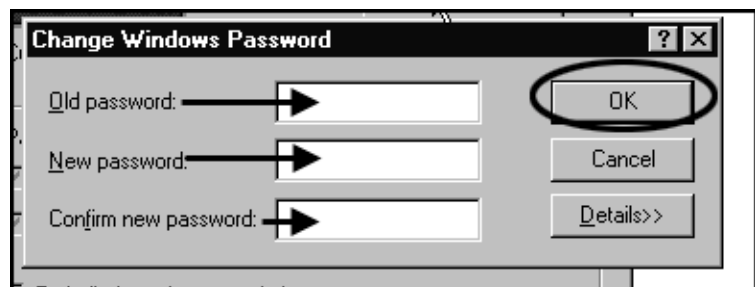 Change Windows Password
Old password:
OK
New password:
Cancel
Confirm new password:
Details>>